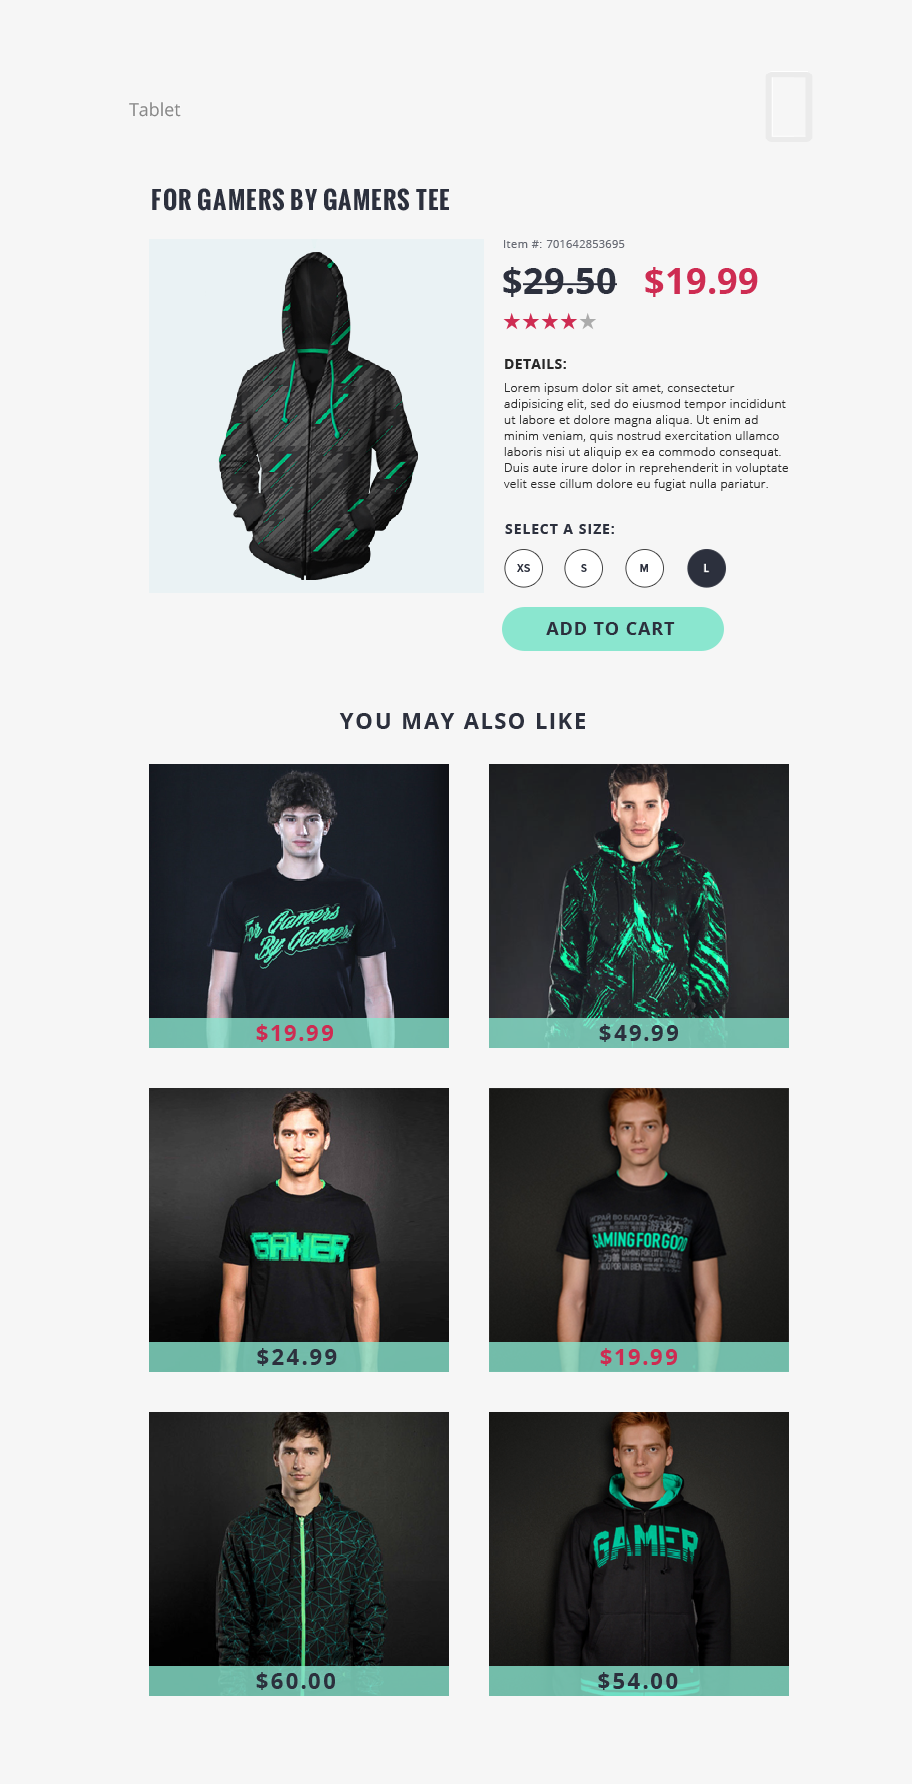 Tablet
FOR GAMERS BY GAMERS TEE
Item #: 701642853695
$29.50 $19.99
DETAILS:
Lorem ipsum dolor sit amet, consectetur
adipisicing elit, sed do eiusmod tempor incididunt
ut labore et dolore magna aliqua. Ut enim ad
minim veniam, quis nostrud exercitation ullamco
laboris nisi ut aliquip ex ea commodo consequat.
Duis aute irure dolor in reprehenderit in voluptate
velit esse cillum dolore eu fugiat nulla pariatur.
SELECT A SIZE:
XS S M L
ADD TO CART
YOU MAY ALSO LIKE
For Gamers
By Gamers
$19.99
$49.99
GAMER
$24.99
ИГРАЙ ВО БЛАГО
GAMING FOR GOOD
$19.99
$60.00
GAMER
$54.00